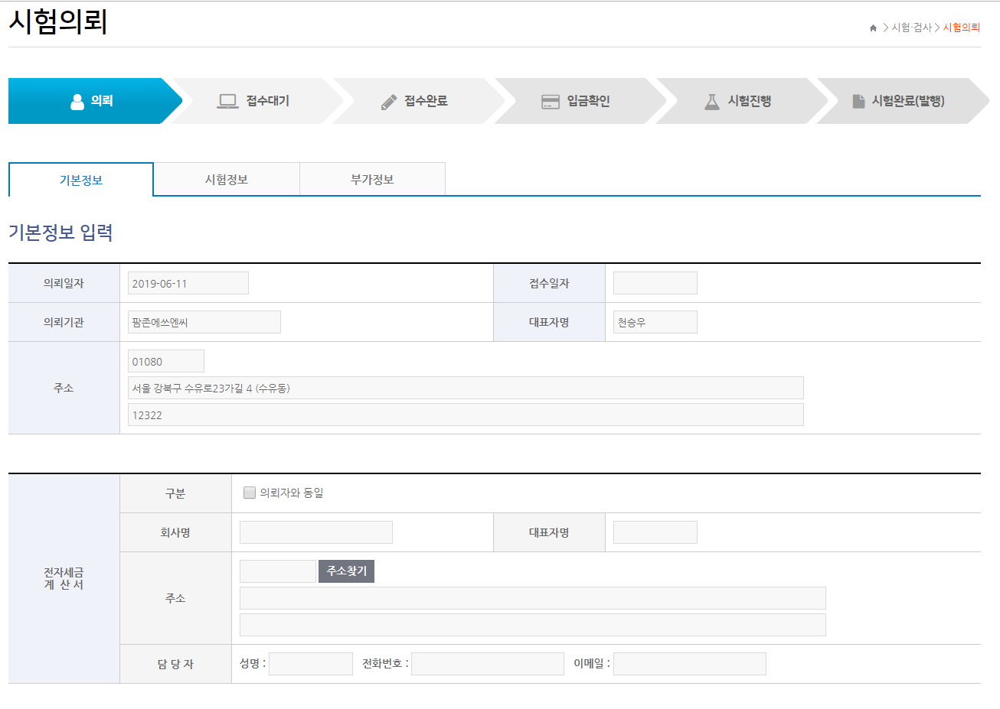 시험의뢰
> 시험·검사 > 시험의뢰
의뢰 접수대기 접수완료 입금확인 시험진행 시험완료(발행)
기본정보 시험정보 부가정보
기본정보 입력
의뢰일자 2019-06-11 접수일자
의뢰기관 팜존에쓰엔씨 대표자명 천승우
주소 01080
서울 강북구 수유로23가길 4 (수유동)
12322
전자세금
계 산 서
구분 의뢰자와 동일
회사명 대표자명
주소 주소찾기
담 당 자 성명 : 전화번호 : 이메일 :